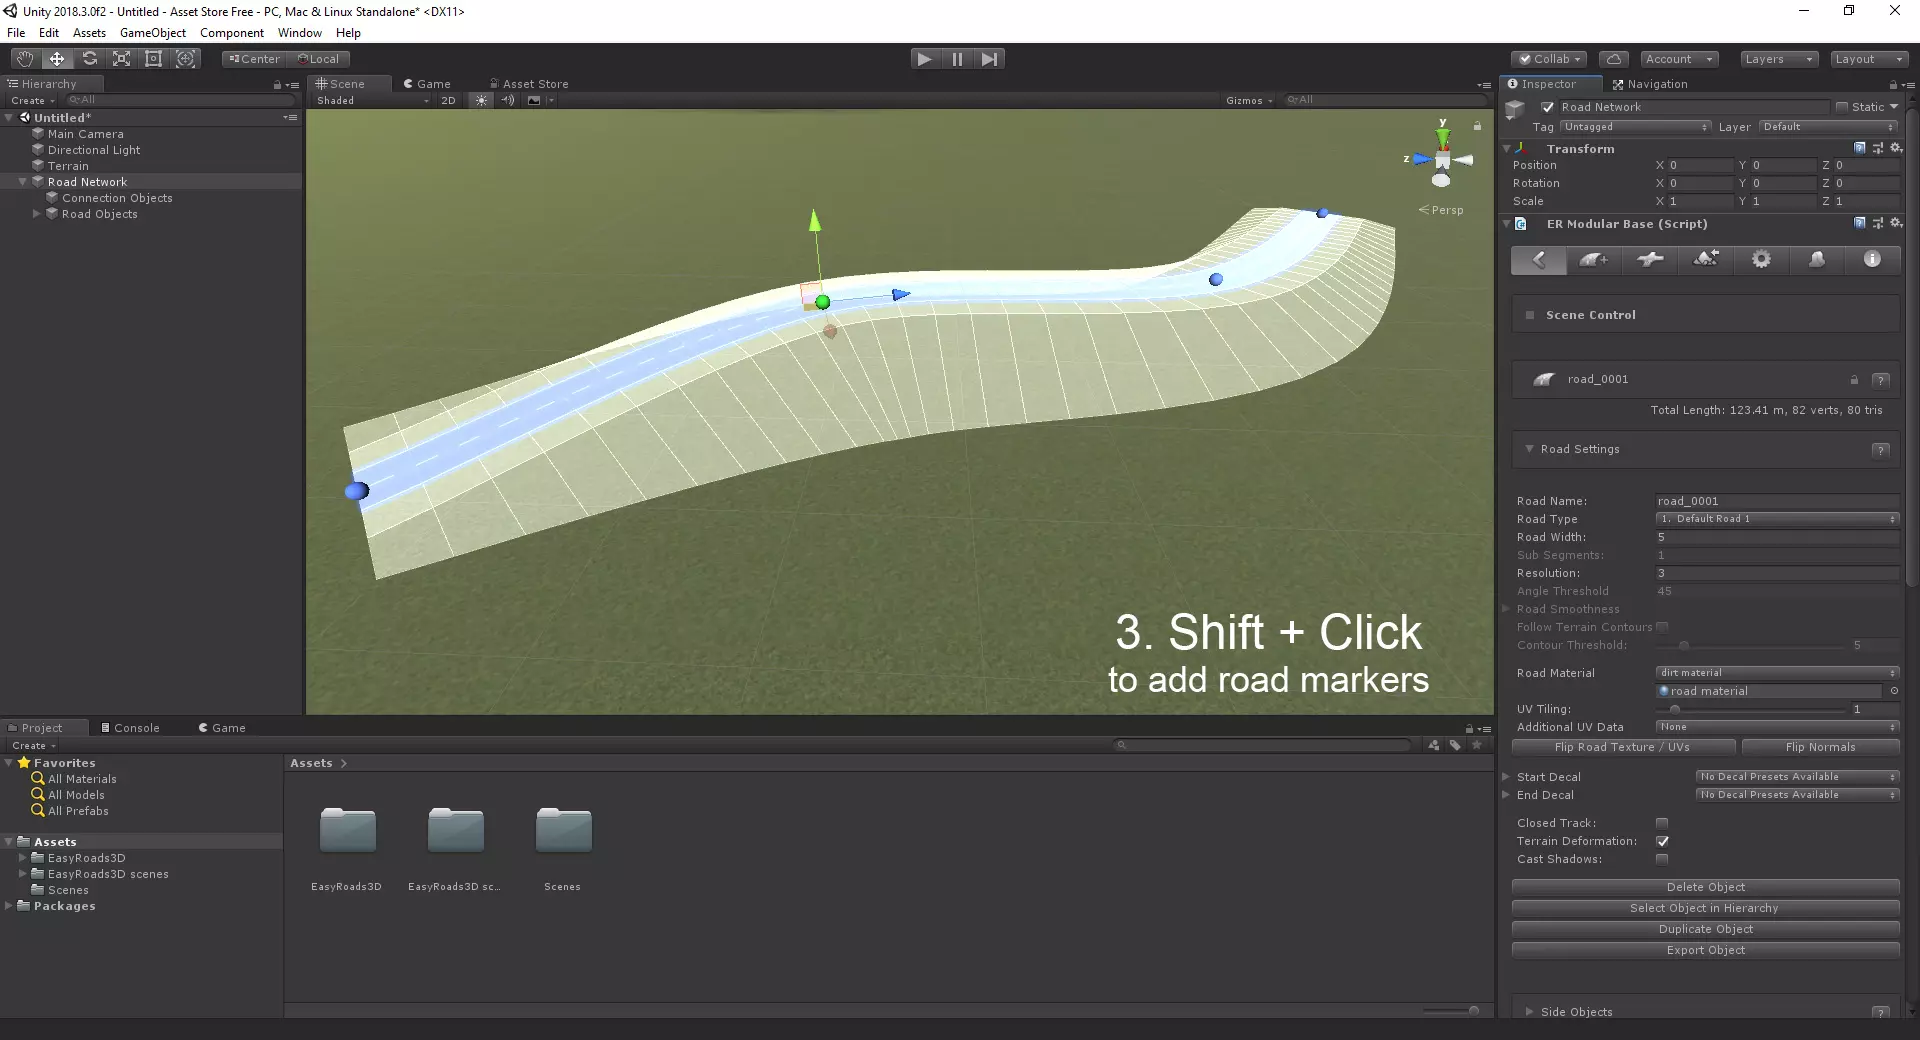 Unity 2018.3.0f2 - Untitled - Asset Store Free - PC, Mac & Linux Standalone* <DX11>
File Edit Assets GameObject Component Window Help
Center Local
Collab Account Layers Layout
Hierarchy
Create All
Untitled*
Main Camera
Directional Light
Terrain
Road Network
Connection Objects
Road Objects
Scene Game Asset Store
Shaded 2D Gizmos All
y
z
Persp
3. Shift + Click
to add road markers
Inspector Navigation
Road Network Static
Tag Untagged Layer Default
Transform
Position X 0 Y 0 Z 0
Rotation X 0 Y 0 Z 0
Scale X 1 Y 1 Z 1
ER Modular Base (Script)
Scene Control
road_0001 ?
Total Length: 123.41 m, 82 verts, 80 tris
Road Settings ?
Road Name: road_0001
Road Type 1. Default Road 1
Road Width: 5
Sub Segments: 1
Resolution: 3
Angle Threshold 45
Road Smoothness
Follow Terrain Contours
Contour Threshold: 5
Road Material dirt material
road material
UV Tiling: 1
Additional UV Data None
Flip Road Texture / UVs Flip Normals
Start Decal No Decal Presets Available
End Decal No Decal Presets Available
Closed Track:
Terrain Deformation:
Cast Shadows:
Delete Object
Select Object in Hierarchy
Duplicate Object
Export Object
Side Objects ?
Project Console Game
Create
Favorites
All Materials
All Models
All Prefabs
Assets
EasyRoads3D
EasyRoads3D scenes
Scenes
Packages
Assets
EasyRoads3D EasyRoads3D sc... Scenes